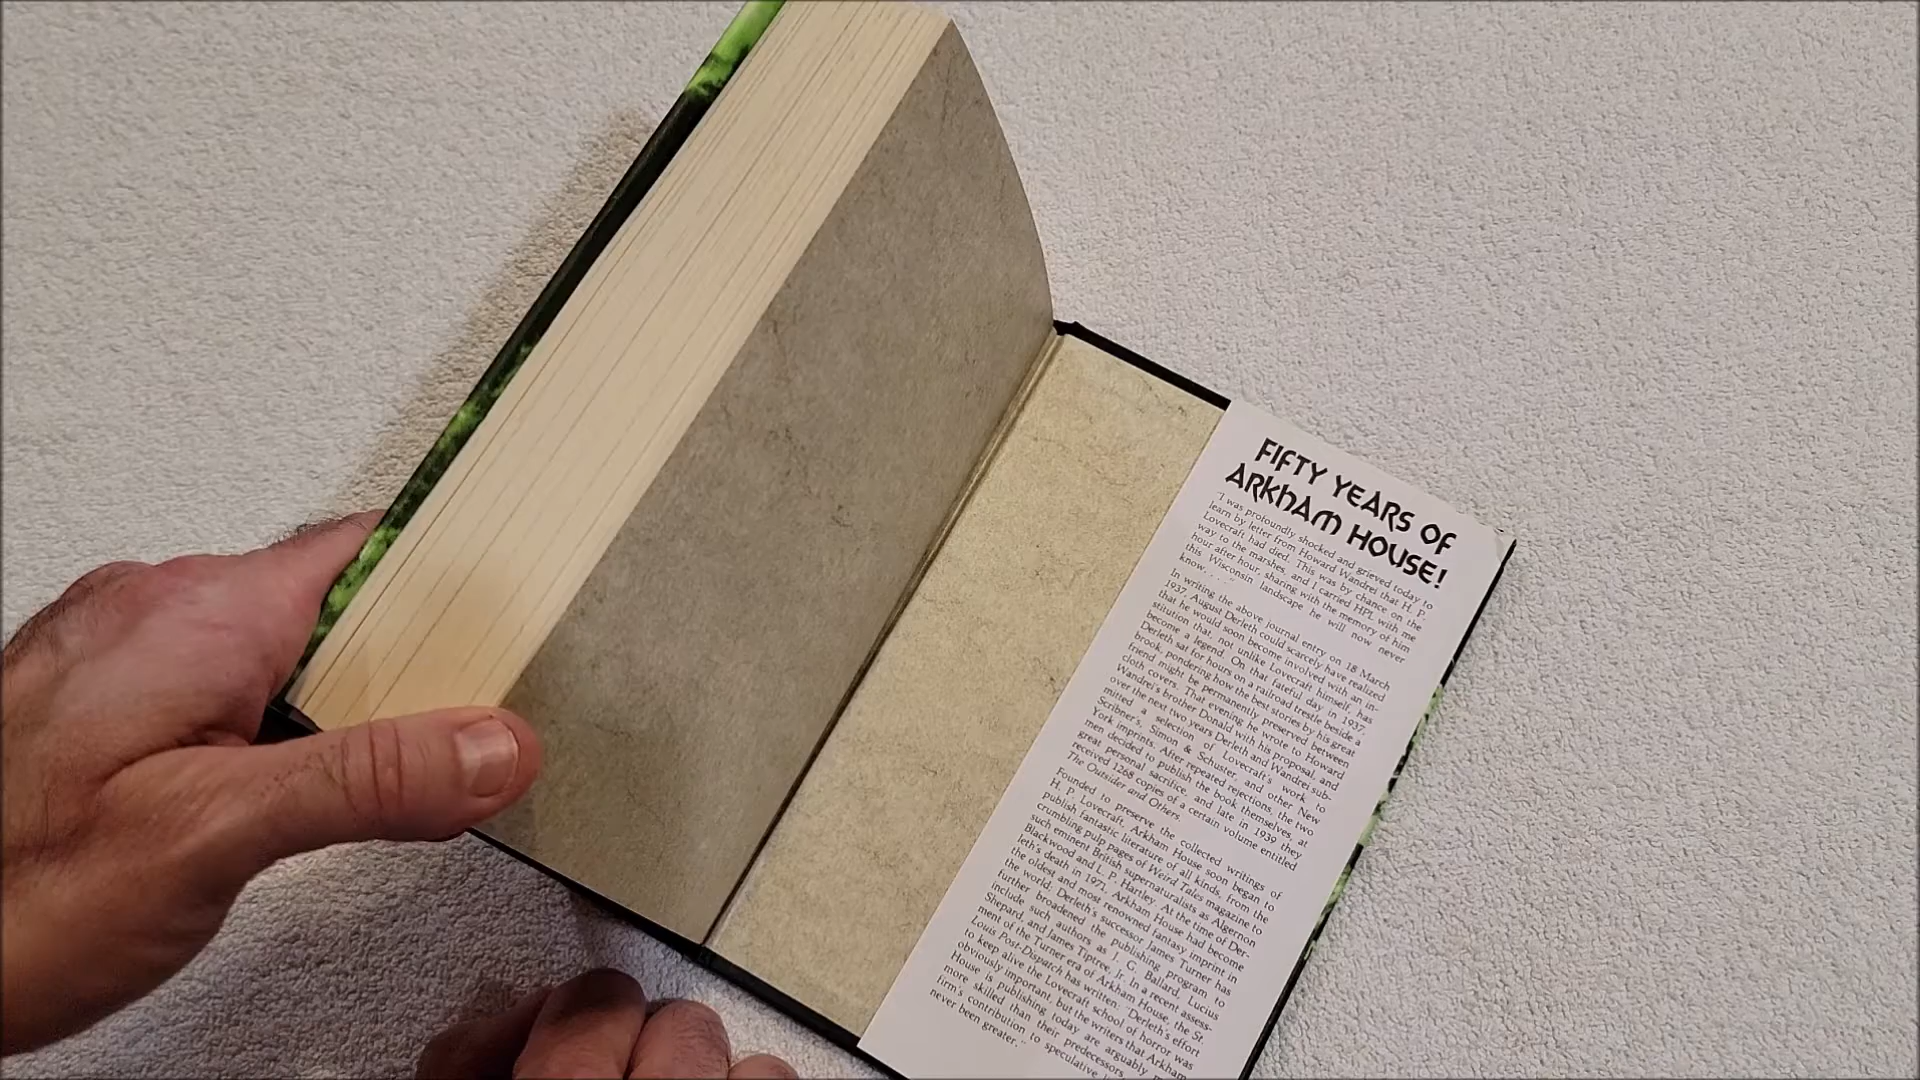 FIFTY YEARS OF
ARKHAM HOUSE!
"I was profoundly shocked and grieved today to
learn by letter from Howard Wandrei that H. P.
Lovecraft had died. This was by chance on the
way to the marshes, and I carried HPL with me
hour after hour, sharing with the memory of him
this Wisconsin landscape he will now never
know. . . ."
In writing the above journal entry on 18 March
1937, August Derleth could scarcely have realized
that he would soon become involved with an in-
stitution that, not unlike Lovecraft himself, has
become a legend. On that fateful day in 1937,
Derleth sat for hours on a railroad trestle beside a
brook, pondering how the best stories by his great
friend might be permanently preserved between
cloth covers. That evening he wrote to Howard
Wandrei's brother Donald with his proposal, and
over the next two years Derleth and Wandrei sub-
mitted a selection of Lovecraft's work to
Scribner's, Simon & Schuster, and other New
York imprints. After repeated rejections, the two
men decided to publish the book themselves, at
great personal sacrifice, and late in 1939 they
received 1268 copies of a certain volume entitled
The Outsider and Others.
Founded to preserve the collected writings of
H. P. Lovecraft, Arkham House soon began to
publish fantastic literature of all kinds, from the
crumbling pulp pages of Weird Tales magazine to
such eminent British supernaturalists as Algernon
Blackwood and L. P. Hartley. At the time of Der-
leth's death in 1971, Arkham House had become
the oldest and most renowned fantasy imprint in
the world; Derleth's successor James Turner has
further broadened the publishing program to
include such authors as J. G. Ballard, Lucius
Shepard, and James Tiptree, Jr. In a recent assess-
ment of the Turner era of Arkham House, the St.
Louis Post-Dispatch has written: "Derleth's effort
to keep alive the Lovecraft school of horror was
obviously important, but the writers that Arkham
House is publishing today are arguably
more skilled than their predecessors,
firm's contribution to speculative
never been greater. . .